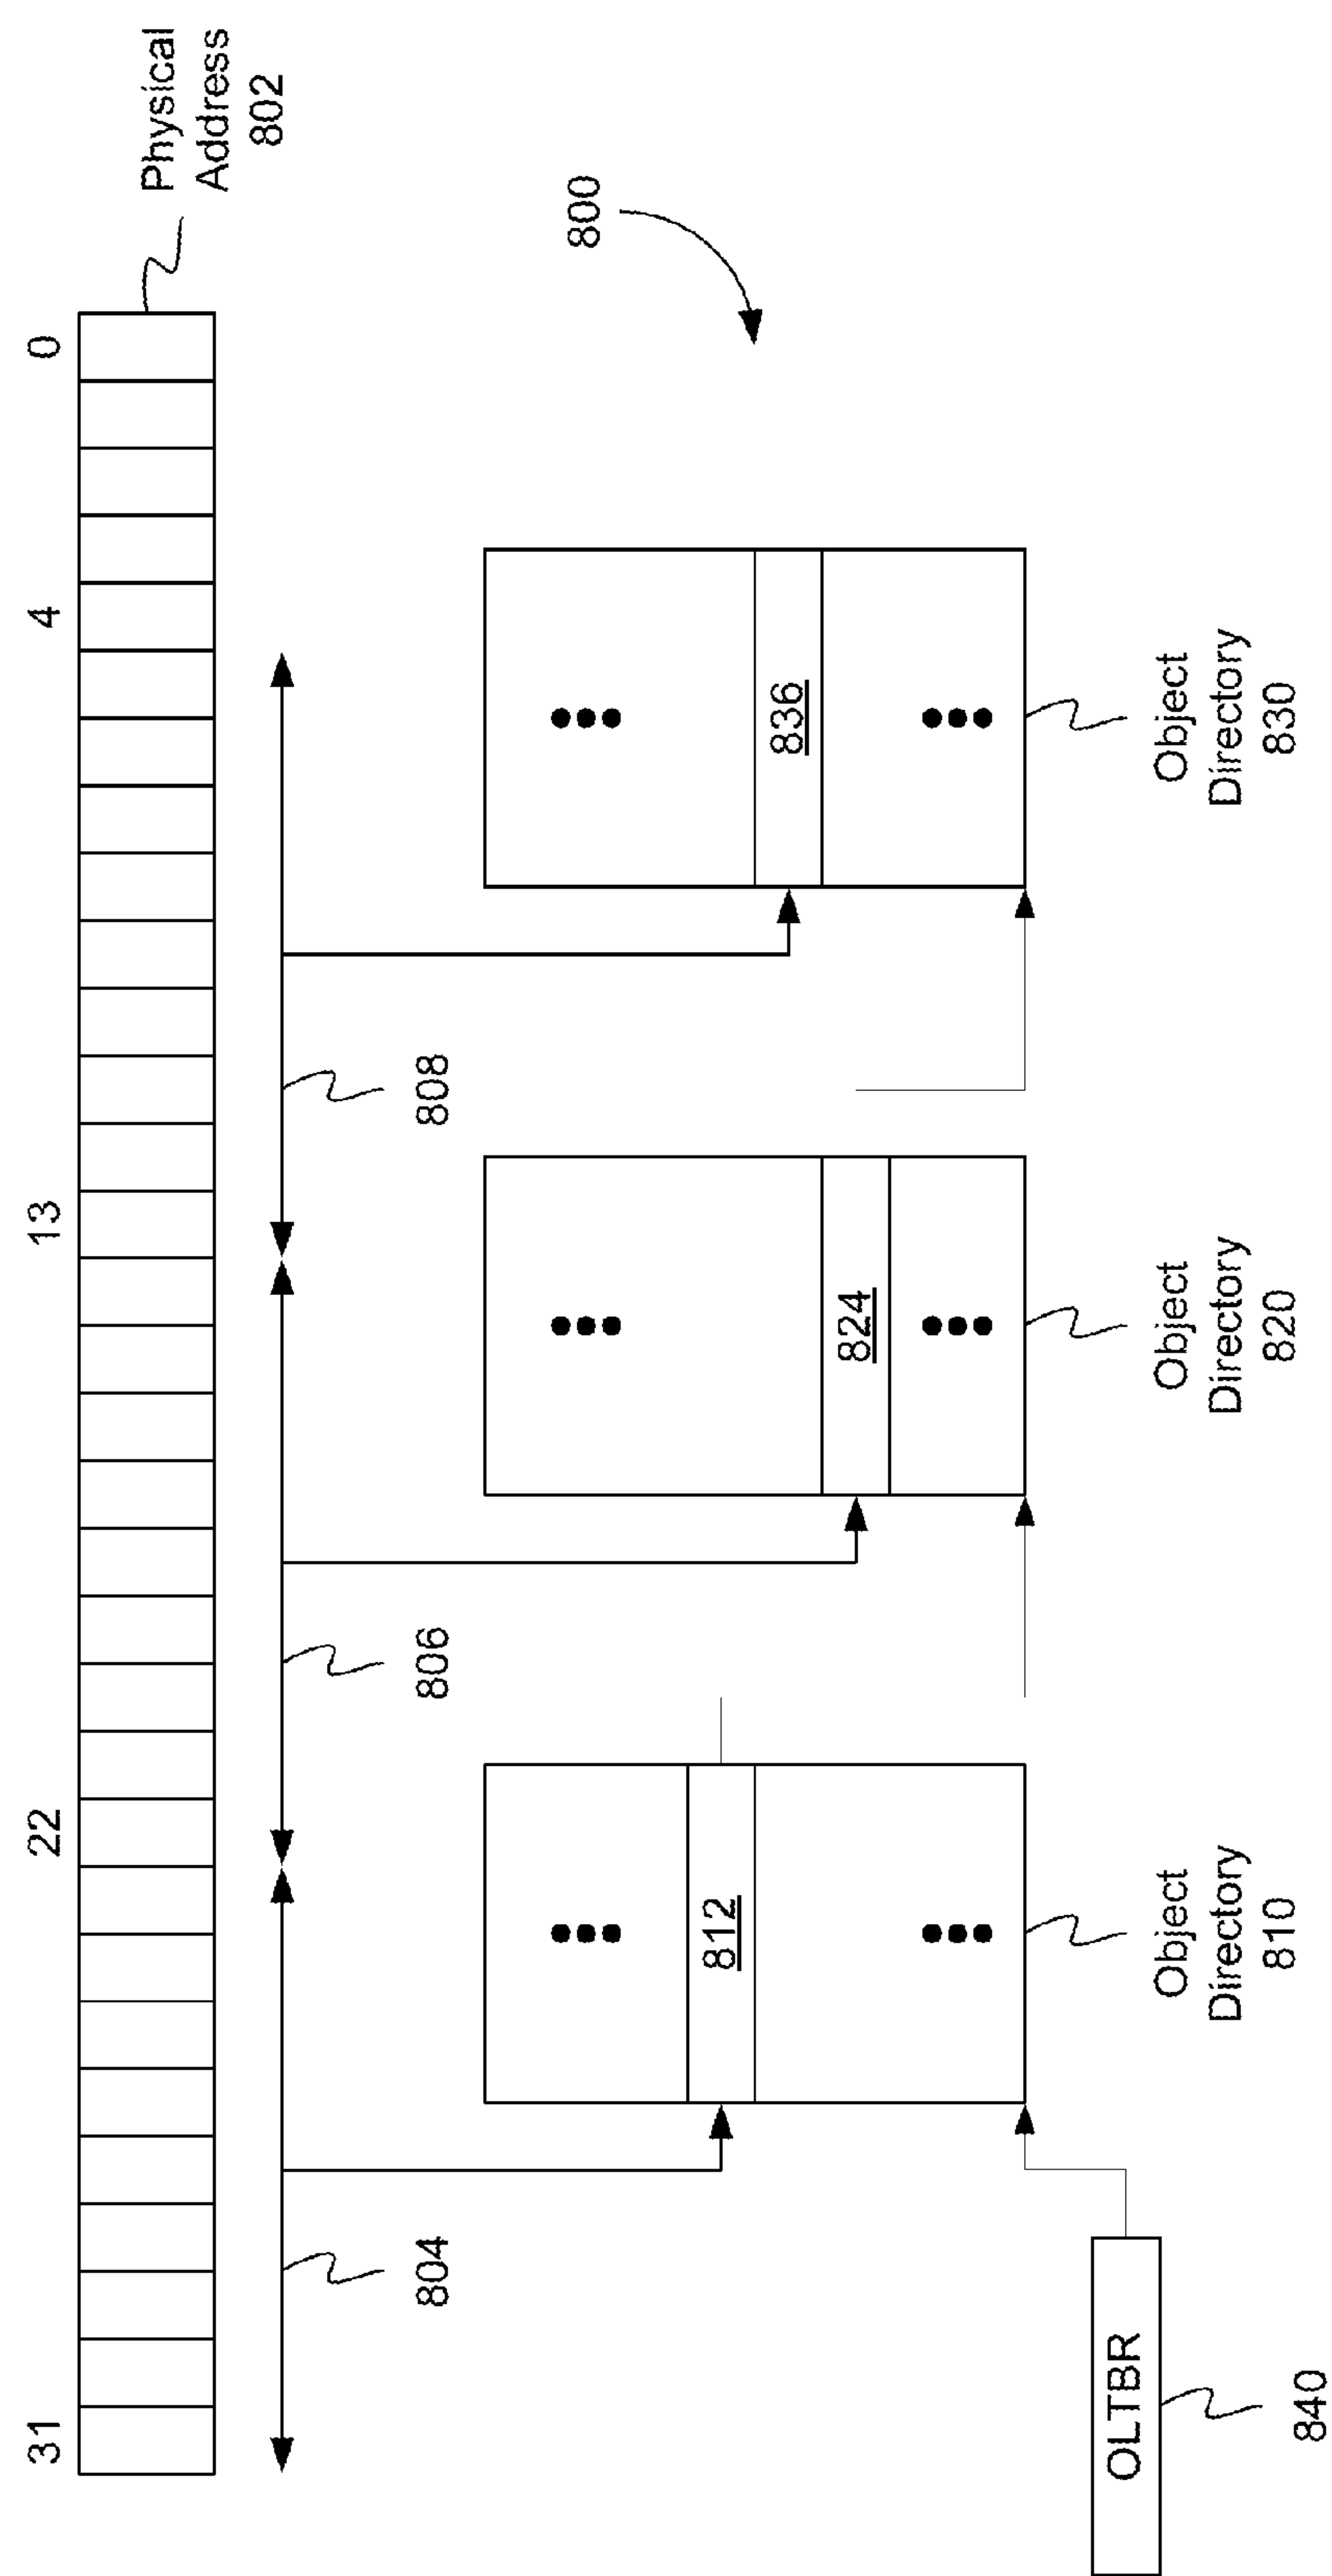 31
22
13
4
0
Physical
Address
802
804
806
808
800
812
824
836
Object
Directory
810
Object
Directory
820
Object
Directory
830
OLTBR
840